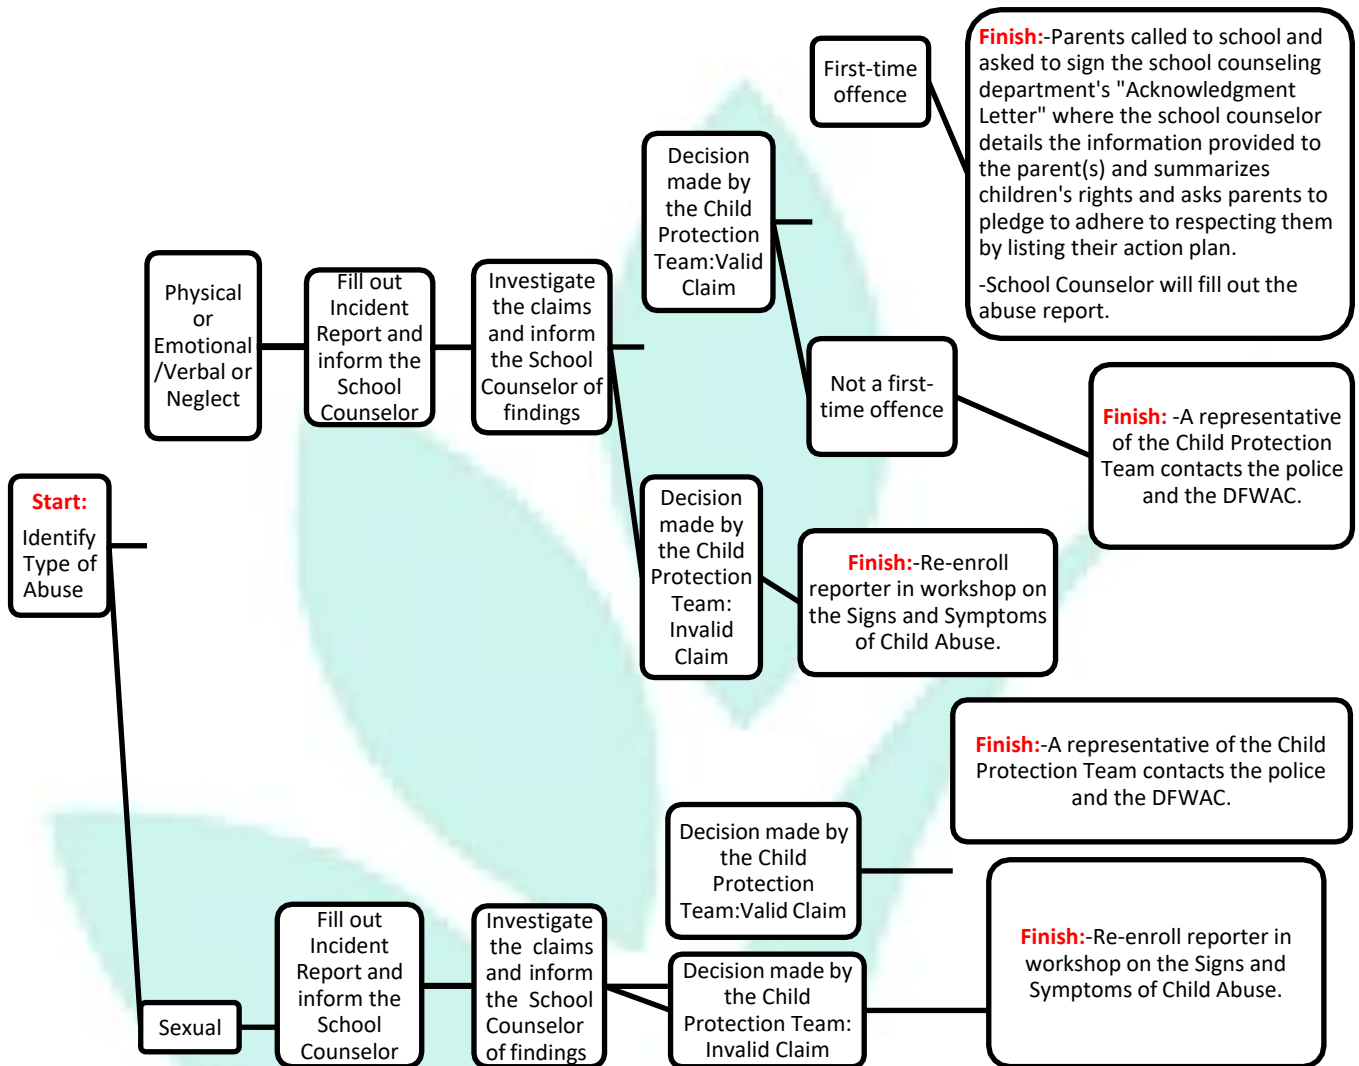 Start:
Identify
Type of
Abuse
Physical
or
Emotional
/Verbal or
Neglect
Fill out
Incident
Report and
inform the
School
Counselor
Investigate
the claims
and inform
the School
Counselor of
findings
Decision
made by
the Child
Protection
Team:Valid
Claim
First-time
offence
Finish:-Parents called to school and
asked to sign the school counseling
department's "Acknowledgment
Letter" where the school counselor
details the information provided to
the parent(s) and summarizes
children's rights and asks parents to
pledge to adhere to respecting them
by listing their action plan.
-School Counselor will fill out the
abuse report.
Not a first-
time offence
Finish: -A representative
of the Child Protection
Team contacts the police
and the DFWAC.
Decision
made by
the Child
Protection
Team:
Invalid
Claim
Finish:-Re-enroll
reporter in workshop on
the Signs and Symptoms
of Child Abuse.
Sexual
Fill out
Incident
Report and
inform the
School
Counselor
Investigate
the claims
and inform
the School
Counselor
of findings
Decision made by
the Child
Protection
Team:Valid Claim
Finish:-A representative of the Child
Protection Team contacts the police
and the DFWAC.
Decision made by
the Child
Protection Team:
Invalid Claim
Finish:-Re-enroll reporter in
workshop on the Signs and
Symptoms of Child Abuse.